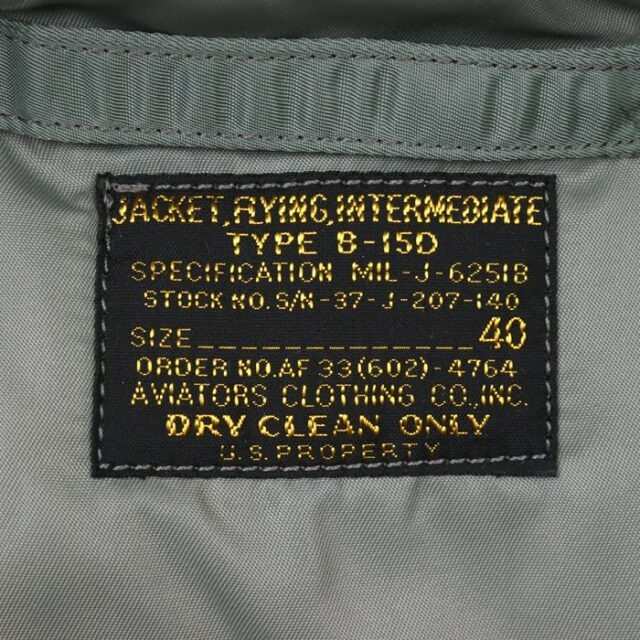 JACKET, FLYING, INTERMEDIATE
TYPE B-15D
SPECIFICATION MIL-J-6251B
STOCK NO. S/N-37-J-207-140
SIZE 40
ORDER NO. AF 33(602)-4764
AVIATORS CLOTHING CO., INC.
DRY CLEAN ONLY
U.S. PROPERTY